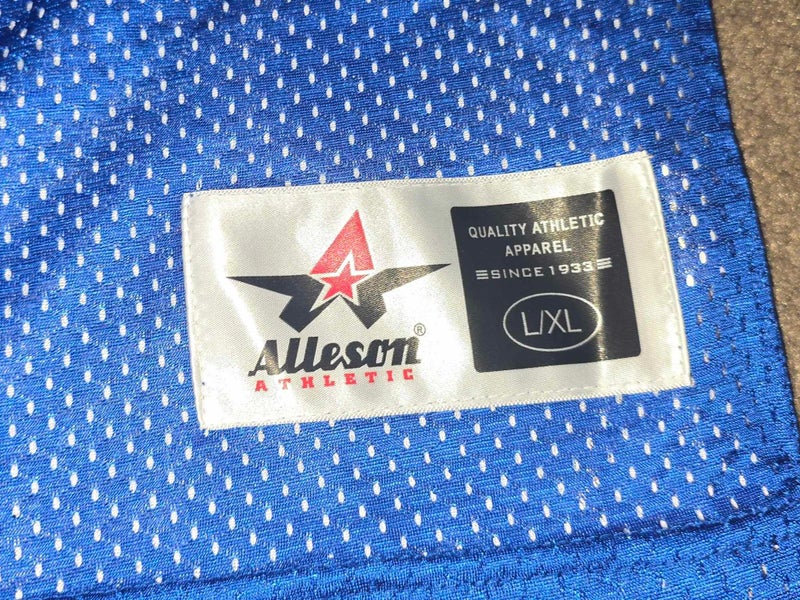 Alleson®
ATHLETIC
QUALITY ATHLETIC
APPAREL
SINCE 1933
L/XL